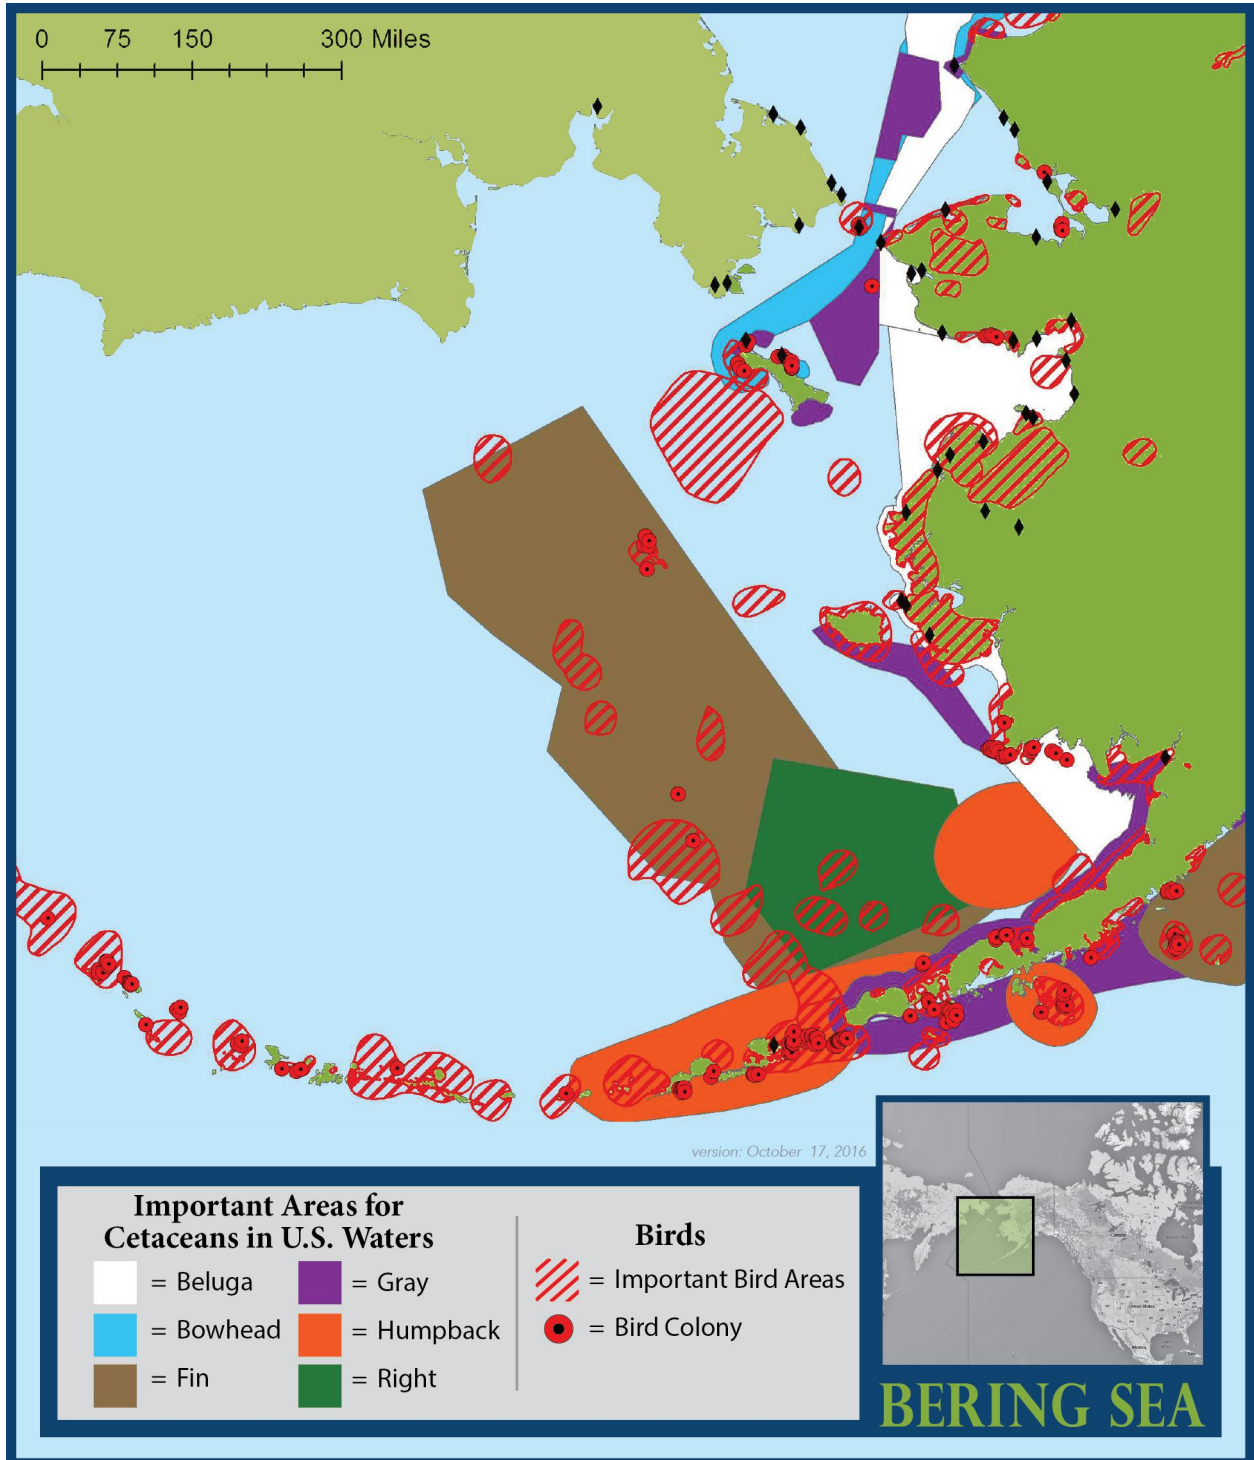 0 75 150 300 Miles
version: October 17, 2016
Important Areas for
Cetaceans in U.S. Waters
= Beluga
= Gray
= Bowhead
= Humpback
= Fin
= Right
Birds
= Important Bird Areas
= Bird Colony
BERING SEA